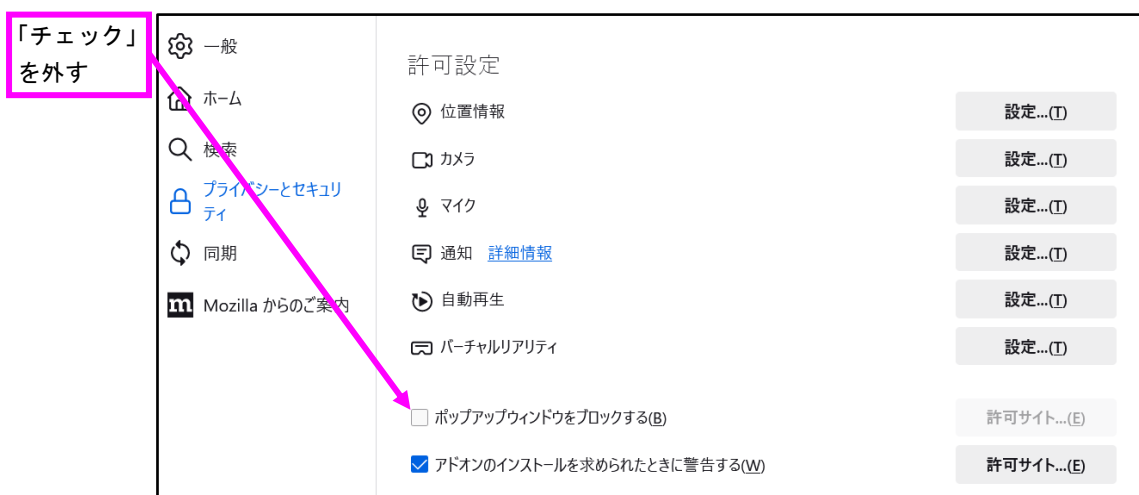 「チェック」
を外す
一般
ホーム
検索
プライバシーとセキュリ
ティ
同期
m Mozilla からのご案内
許可設定
位置情報 設定...(T)
カメラ 設定...(T)
マイク 設定...(T)
通知 詳細情報 設定...(T)
自動再生 設定...(T)
バーチャルリアリティ 設定...(T)
ポップアップウィンドウをブロックする(B) 許可サイト...(E)
アドオンのインストールを求められたときに警告する(W) 許可サイト...(E)